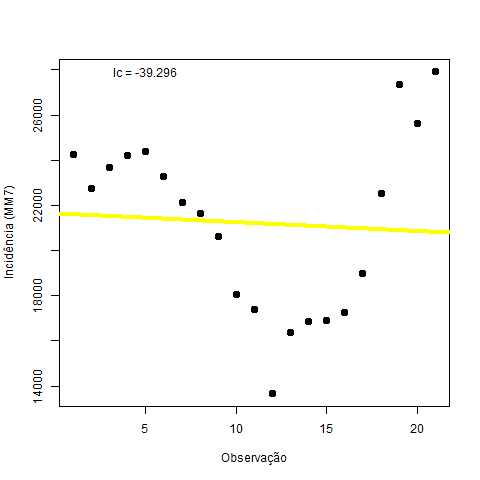 Ic = -39.296
26000
22000
18000
14000
Incidência (MM7)
5 10 15 20
Observação